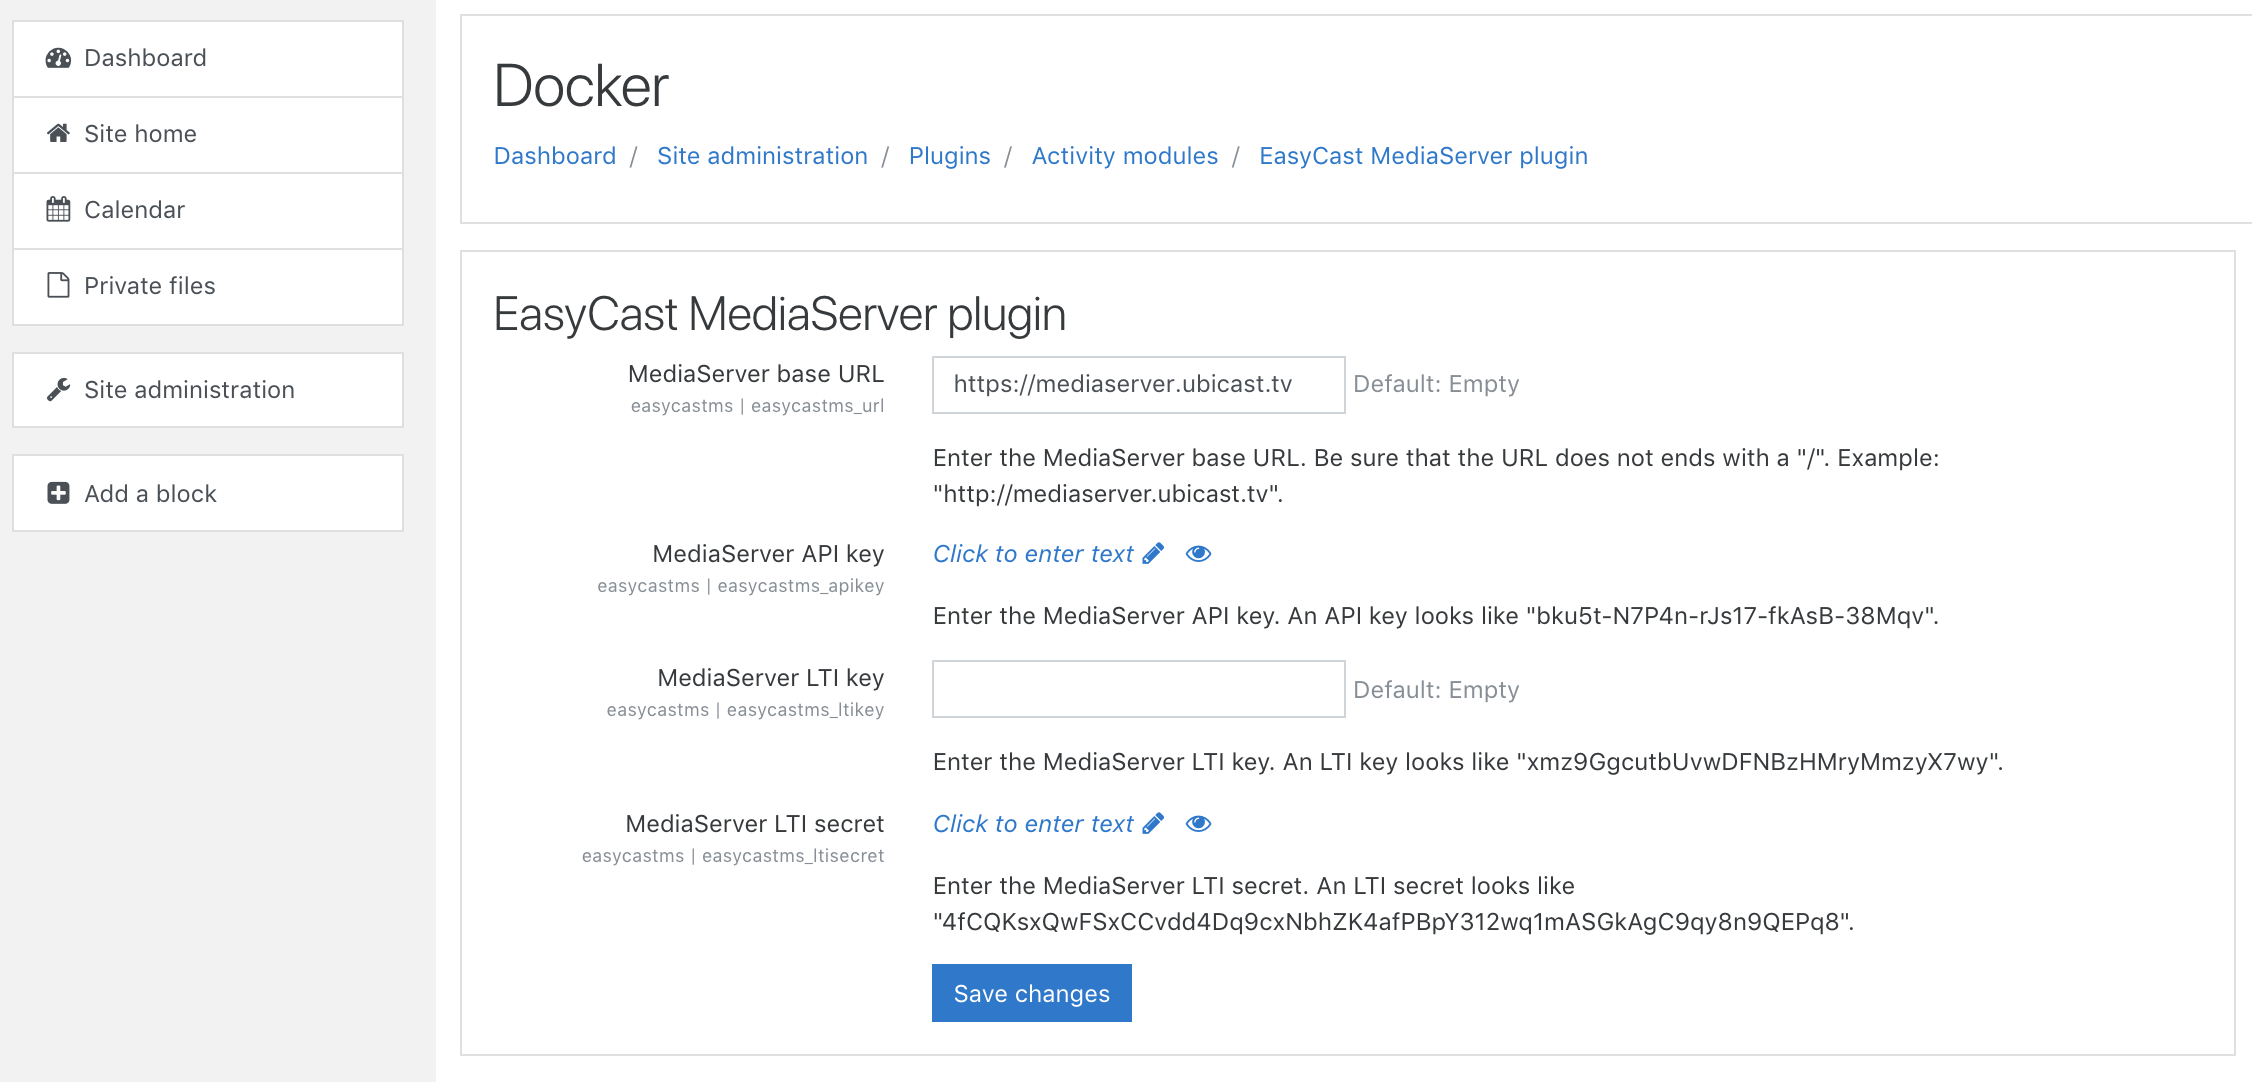 Dashboard
Site home
Calendar
Private files
Site administration
Add a block
Docker
Dashboard / Site administration / Plugins / Activity modules / EasyCast MediaServer plugin
EasyCast MediaServer plugin
MediaServer base URL
easycastms | easycastms_url
https://mediaserver.ubicast.tv Default: Empty
Enter the MediaServer base URL. Be sure that the URL does not ends with a "/". Example:
"http://mediaserver.ubicast.tv".
MediaServer API key
easycastms | easycastms_apikey
Click to enter text
Enter the MediaServer API key. An API key looks like "bku5t-N7P4n-rJs17-fkAsB-38Mqv".
MediaServer LTI key
easycastms | easycastms_ltikey
Default: Empty
Enter the MediaServer LTI key. An LTI key looks like "xmz9GgcutbUvwDFNBzHMryMmzyX7wy".
MediaServer LTI secret
easycastms | easycastms_ltisecret
Click to enter text
Enter the MediaServer LTI secret. An LTI secret looks like
"4fCQKsxQwFSxCCvdd4Dq9cxNbhZK4afPBpY312wq1mASGkAgC9qy8n9QEPq8".
Save changes